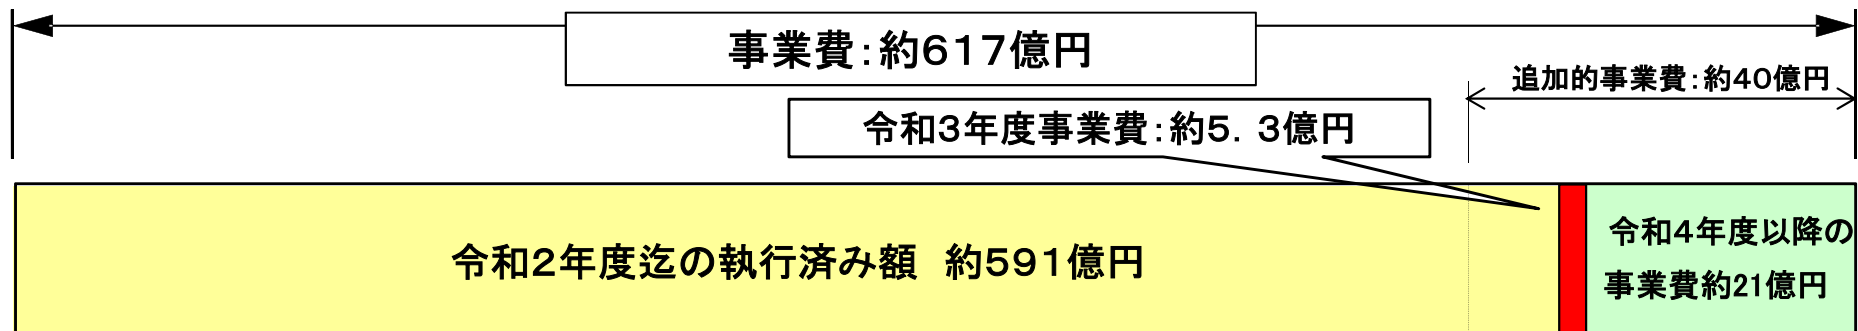 事業費：約６１７億円
追加的事業費：約４０億円
令和３年度事業費：約５．３億円
令和２年度迄の執行済み額　約５９１億円
令和４年度以降の
事業費約21億円